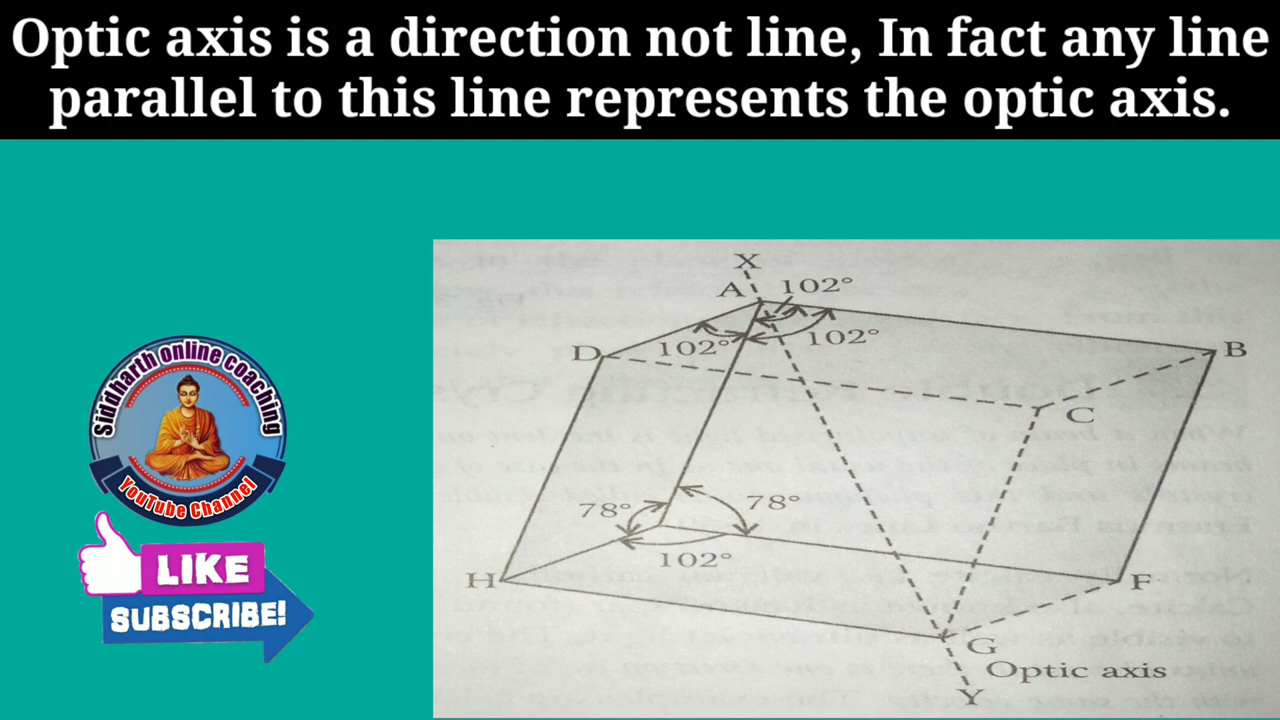 Optic axis is a direction not line, In fact any line
parallel to this line represents the optic axis.
X
A
102°
102°
102°
D
B
C
78°
78°
102°
H
F
G
Optic axis
Y
Siddharth online coaching
YouTube Channel
LIKE
SUBSCRIBE!